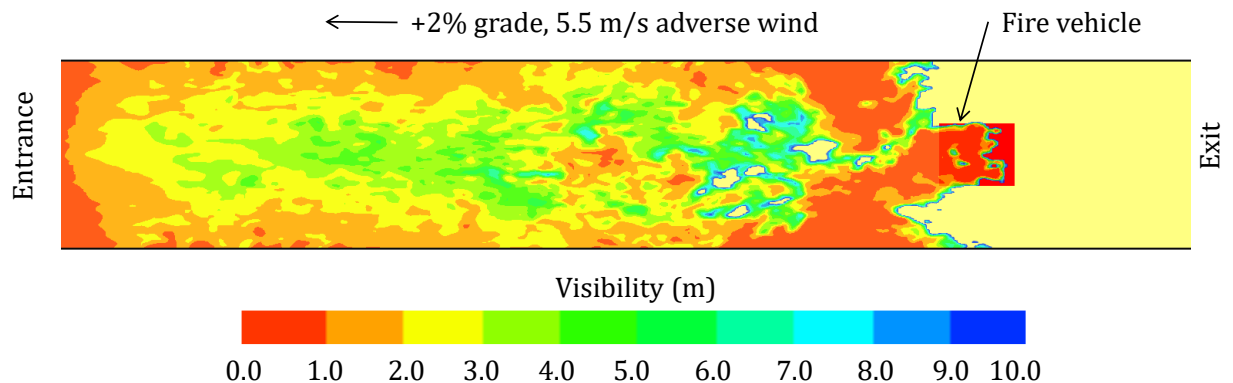 +2% grade, 5.5 m/s adverse wind
Fire vehicle
Entrance
Exit
Visibility (m)
0.0 1.0 2.0 3.0 4.0 5.0 6.0 7.0 8.0 9.0 10.0